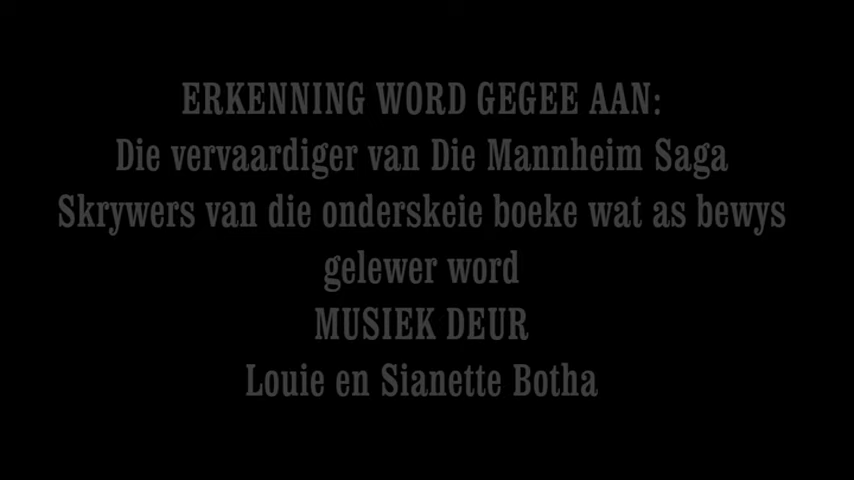 ERKENNING WORD GEGEE AAN:
Die vervaardiger van Die Mannheim Saga
Skrywers van die onderskeie boeke wat as bewys
gelewer word
MUSIEK DEUR
Louie en Sianette Botha